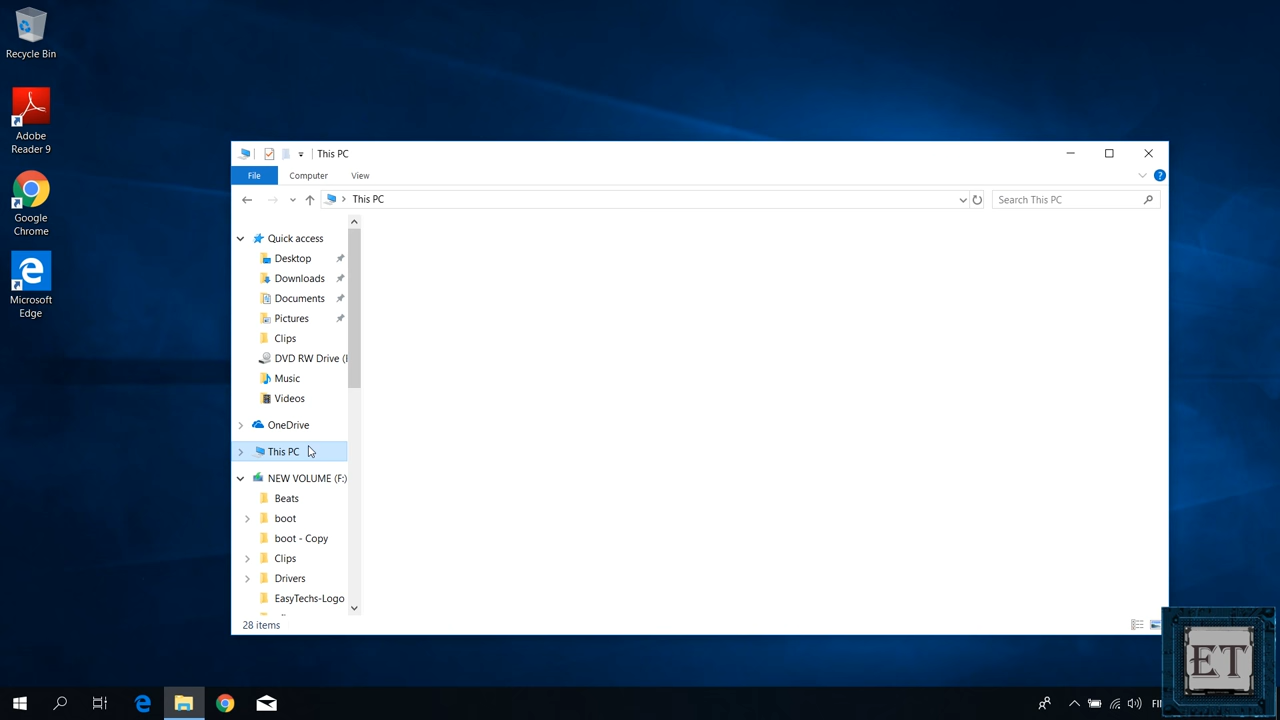 Recycle Bin
Adobe
Reader 9
Google
Chrome
Microsoft
Edge
This PC
File
Computer
View
This PC
Search This PC
Quick access
Desktop
Downloads
Documents
Pictures
Clips
DVD RW Drive (
Music
Videos
OneDrive
This PC
NEW VOLUME (F:)
Beats
boot
boot - Copy
Clips
Drivers
EasyTechs-Logo
28 items
ET